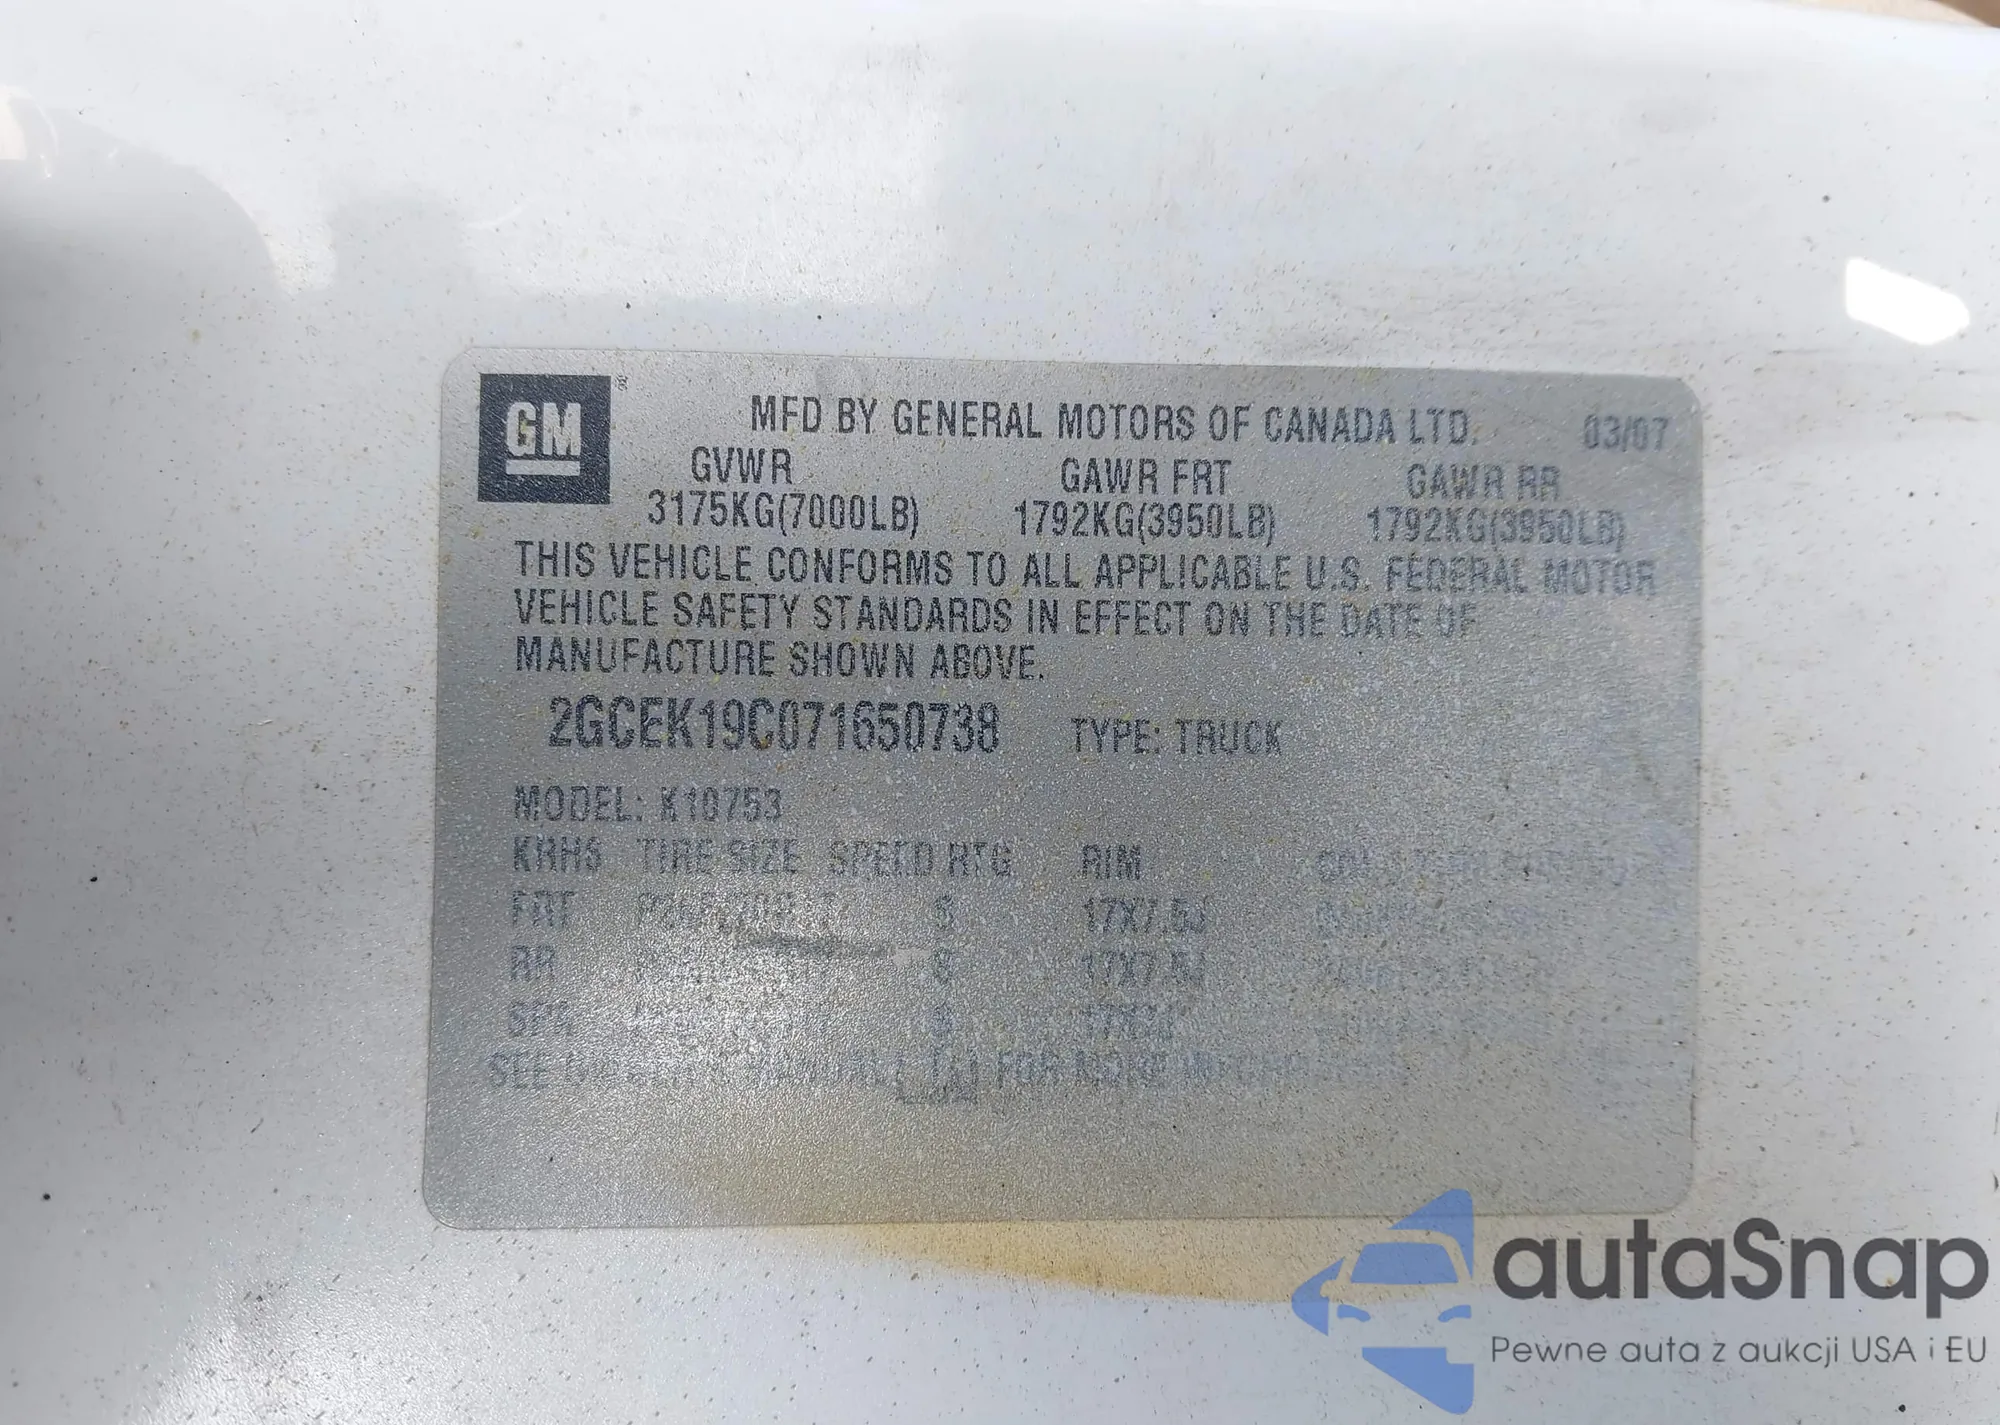 GM
MFD BY GENERAL MOTORS OF CANADA LTD. 03/07
GVWR GAWR FRT GAWR RR
3175KG(7000LB) 1792KG(3950LB) 1792KG(3950LB)
THIS VEHICLE CONFORMS TO ALL APPLICABLE U.S. FEDERAL MOTOR
VEHICLE SAFETY STANDARDS IN EFFECT ON THE DATE OF
MANUFACTURE SHOWN ABOVE.
2GCEK19C071650738 TYPE: TRUCK
MODEL: K10753
TIRE SIZE SPEED RTG RIM
FRT S 17X7.5J
RR 17X7.5J
SPR
SEE FOR MORE
autaSnap
Pewne auta z aukcji USA i EU